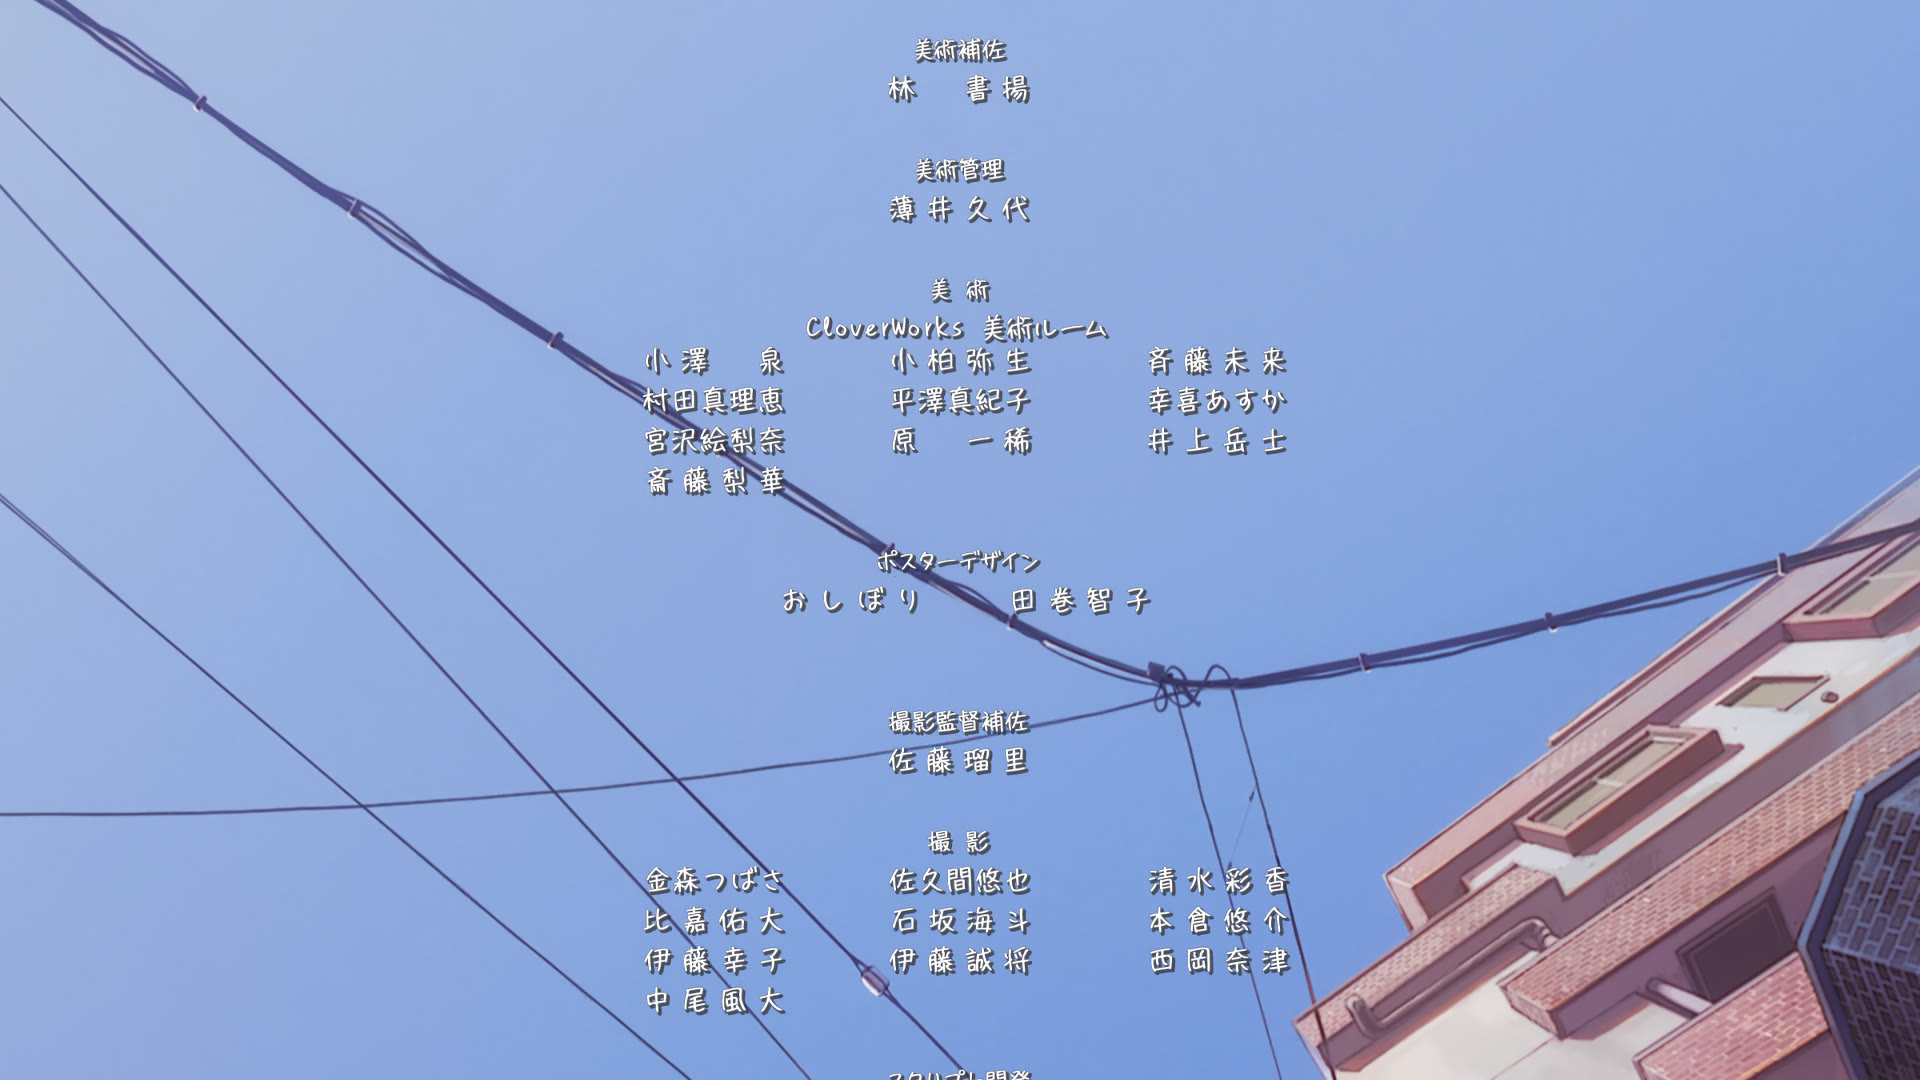 美術補佐
林 書揚
美術管理
薄井久代
美術
CloverWorks 美術ルーム
小澤 泉 小柏弥生 斉藤未来
村田真理恵 平澤真紀子 幸喜あすか
宮沢絵梨奈 原 一稀 井上岳士
斎藤梨華
ポスターデザイン
おしぼり 田巻智子
撮影監督補佐
佐藤瑠里
撮影
金森つばさ 佐久間悠也 清水彩香
比嘉佑大 石坂海斗 本倉悠介
伊藤幸子 伊藤誠将 西岡奈津
中尾風大
スクリプト開発